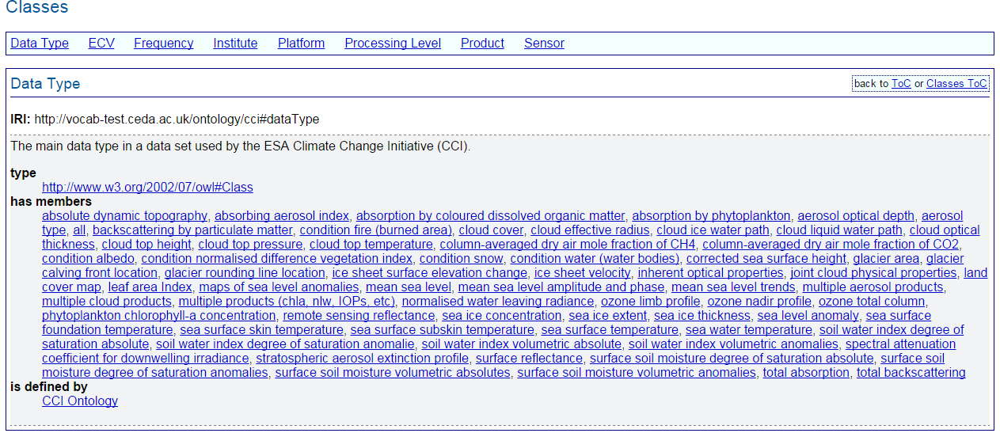 Classes
Data Type ECV Frequency Institute Platform Processing Level Product Sensor
Data Type
back to ToC or Classes ToC
IRI: http://vocab-test.ceda.ac.uk/ontology/cci#dataType
The main data type in a data set used by the ESA Climate Change Initiative (CCI).
type
http://www.w3.org/2002/07/owl#Class
has members
absolute dynamic topography, absorbing aerosol index, absorption by coloured dissolved organic matter, absorption by phytoplankton, aerosol optical depth, aerosol
type, all, backscattering by particulate matter, condition fire (burned area), cloud cover, cloud effective radius, cloud ice water path, cloud liquid water path, cloud optical
thickness, cloud top height, cloud top pressure, cloud top temperature, column-averaged dry air mole fraction of CH4, column-averaged dry air mole fraction of CO2,
condition albedo, condition normalised difference vegetation index, condition snow, condition water (water bodies), corrected sea surface height, glacier area, glacier
calving front location, glacier rounding line location, ice sheet surface elevation change, ice sheet velocity, inherent optical properties, joint cloud physical properties, land
cover map, leaf area Index, maps of sea level anomalies, mean sea level, mean sea level amplitude and phase, mean sea level trends, multiple aerosol products,
multiple cloud products, multiple products (chla, nlw, IOPs, etc), normalised water leaving radiance, ozone limb profile, ozone nadir profile, ozone total column,
phytoplankton chlorophyll-a concentration, remote sensing reflectance, sea ice concentration, sea ice extent, sea ice thickness, sea level anomaly, sea surface
foundation temperature, sea surface skin temperature, sea surface subskin temperature, sea surface temperature, sea water temperature, soil water index degree of
saturation absolute, soil water index degree of saturation anomalie, soil water index volumetric absolute, soil water index volumetric anomalies, spectral attenuation
coefficient for downwelling irradiance, stratospheric aerosol extinction profile, surface reflectance, surface soil moisture degree of saturation absolute, surface soil
moisture degree of saturation anomalies, surface soil moisture volumetric absolutes, surface soil moisture volumetric anomalies, total absorption, total backscattering
is defined by
CCI Ontology